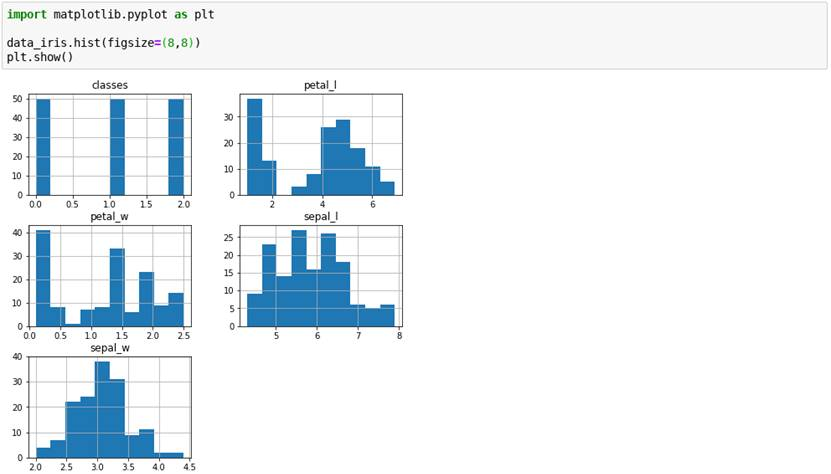 import matplotlib.pyplot as plt
data_iris.hist(figsize=(8,8))
plt.show()
classes
50
40
30
20
10
0
0.0 0.5 1.0 1.5 2.0
petal_l
30
20
10
0
2 4 6
petal_w
40
30
20
10
0
0.0 0.5 1.0 1.5 2.0 2.5
sepal_l
25
20
15
10
5
0
5 6 7 8
sepal_w
40
30
20
10
0
2.0 2.5 3.0 3.5 4.0 4.5